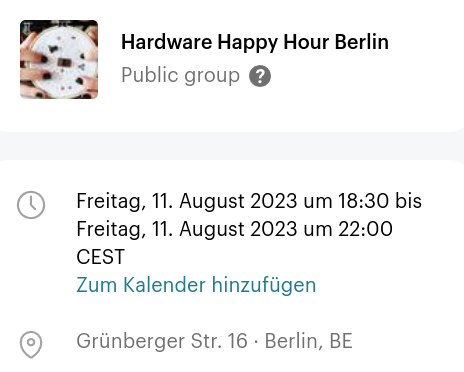 Hardware Happy Hour Berlin
Public group ?
Freitag, 11. August 2023 um 18:30 bis
Freitag, 11. August 2023 um 22:00
CEST
Zum Kalender hinzufügen
Grünberger Str. 16 · Berlin, BE